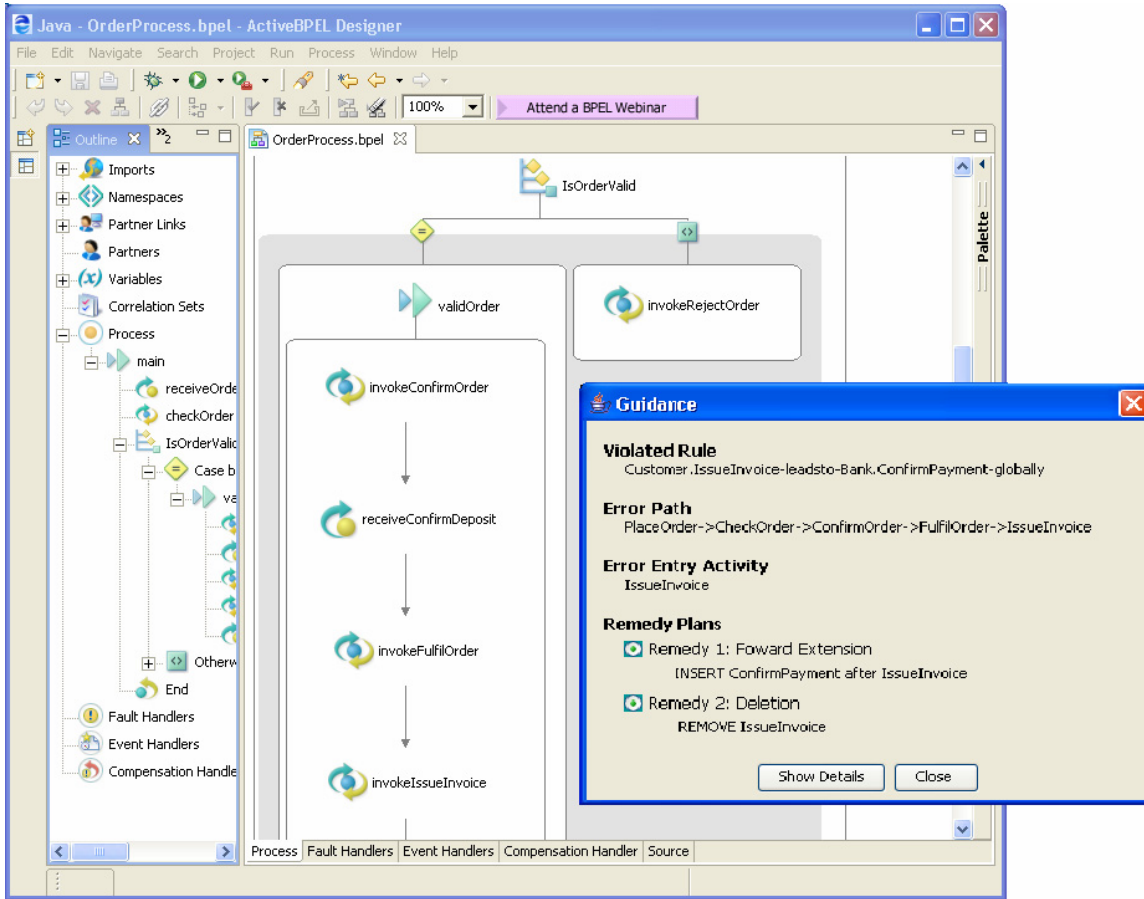 Java - OrderProcess.bpel - ActiveBPEL Designer
File Edit Navigate Search Project Run Process Window Help
100% Attend a BPEL Webinar
Outline 2
OrderProcess.bpel
Imports
Namespaces
Partner Links
Partners
Variables
Correlation Sets
Process
main
receiveOrde
checkOrder
IsOrderValid
Case b
va
Otherw
End
Fault Handlers
Event Handlers
Compensation Handle
IsOrderValid
validOrder
invokeRejectOrder
invokeConfirmOrder
receiveConfirmDeposit
invokeFulfilOrder
invokeIssueInvoice
Palette
Process Fault Handlers Event Handlers Compensation Handler Source
Guidance
Violated Rule
Customer.IssueInvoice-leadsto-Bank.ConfirmPayment-globally
Error Path
PlaceOrder->CheckOrder->ConfirmOrder->FulfilOrder->IssueInvoice
Error Entry Activity
IssueInvoice
Remedy Plans
Remedy 1: Foward Extension
INSERT ConfirmPayment after IssueInvoice
Remedy 2: Deletion
REMOVE IssueInvoice
Show Details Close